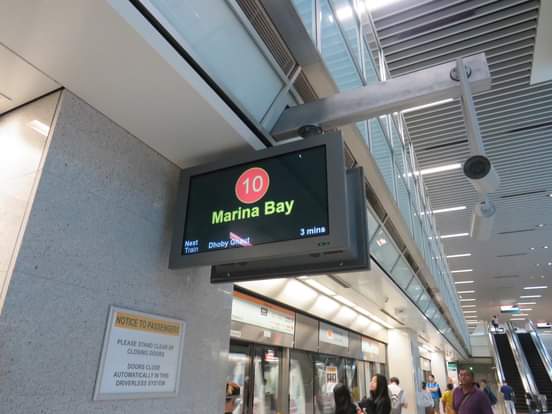 10
Marina Bay
Next Train Dhoby Ghaut 3 mins
NOTICE TO PASSENGERS
PLEASE STAND CLEAR OF
CLOSING DOORS
DOORS CLOSE
AUTOMATICALLY IN THIS
DRIVERLESS SYSTEM